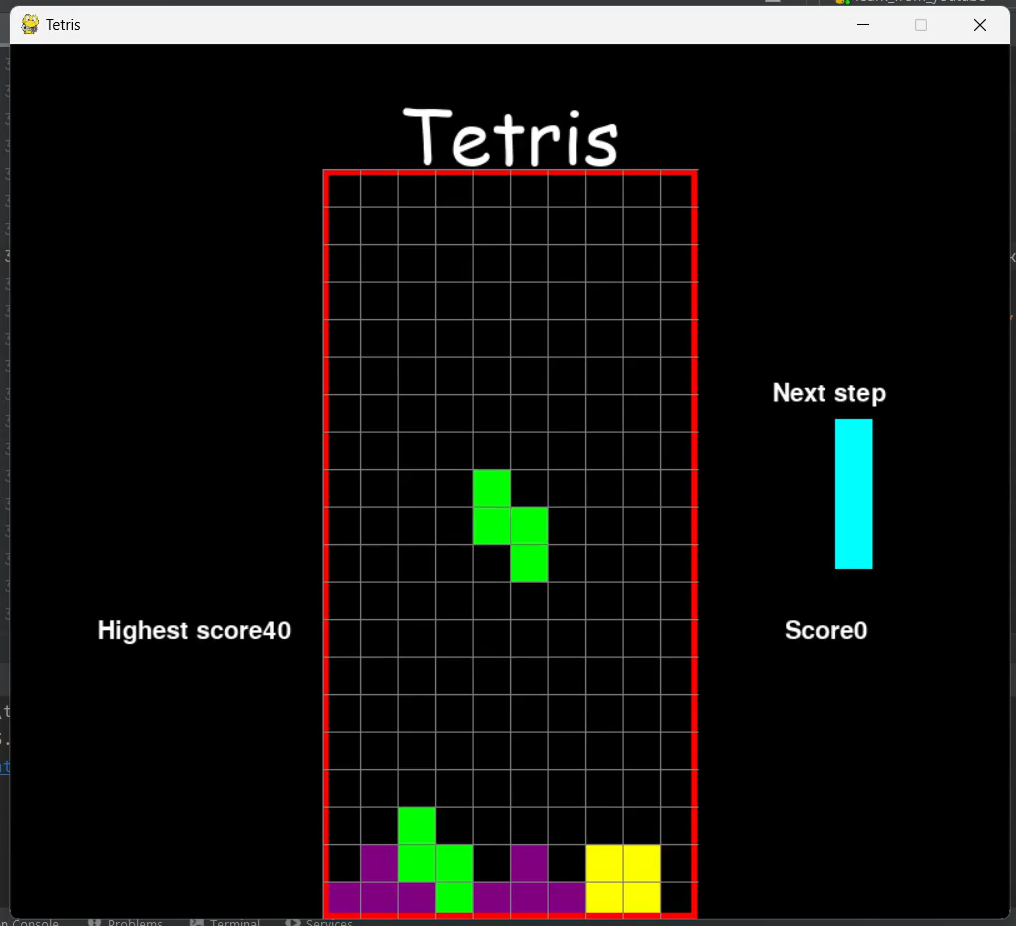 Tetris
Tetris
Next step
Highest score40
Score0
Console
Problems
Terminal
Services